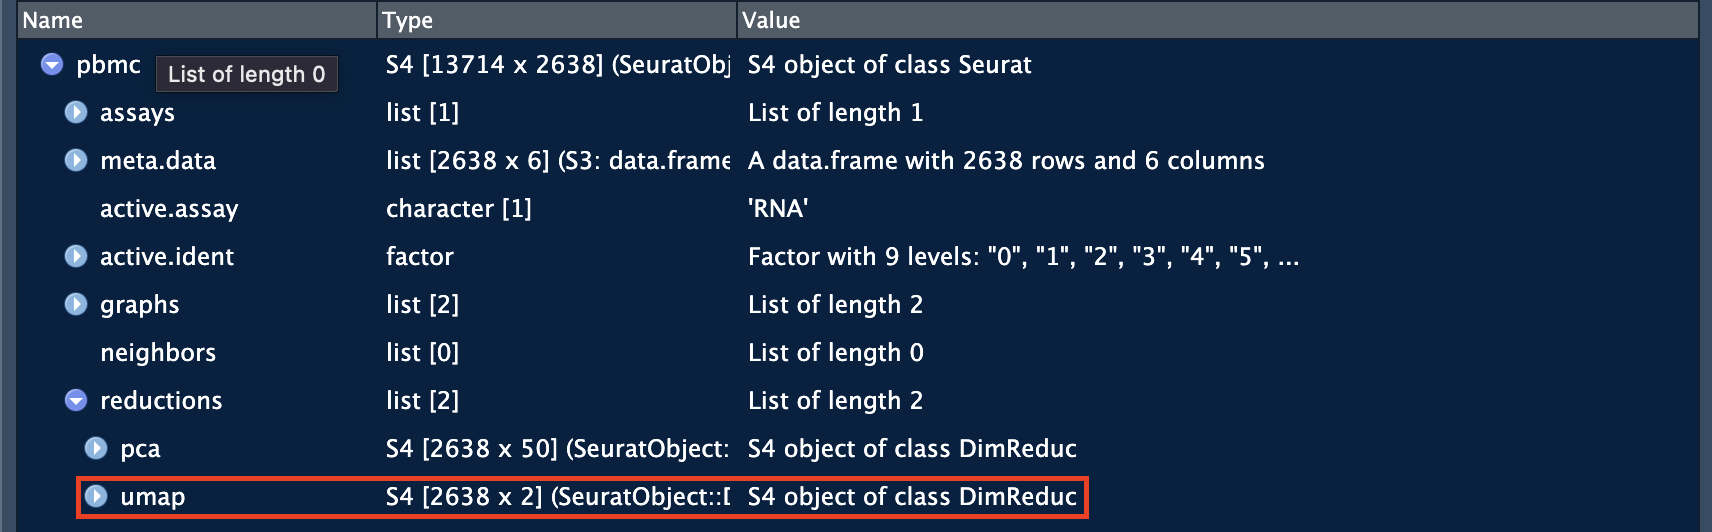 Name Type Value
pbmc List of length 0 S4 [13714 x 2638] (SeuratObj S4 object of class Seurat
assays list [1] List of length 1
meta.data list [2638 x 6] (S3: data.frame A data.frame with 2638 rows and 6 columns
active.assay character [1] 'RNA'
active.ident factor Factor with 9 levels: "0", "1", "2", "3", "4", "5", ...
graphs list [2] List of length 2
neighbors list [0] List of length 0
reductions list [2] List of length 2
pca S4 [2638 x 50] (SeuratObject: S4 object of class DimReduc
umap S4 [2638 x 2] (SeuratObject::D S4 object of class DimReduc